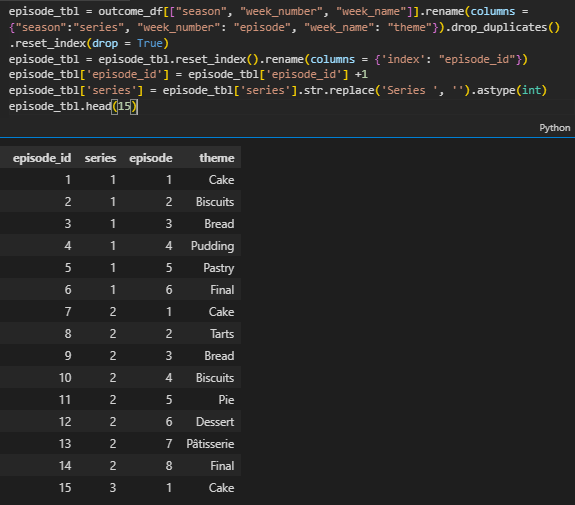 episode_tbl = outcome_df[["season", "week_number", "week_name"]].rename(columns =
{"season":"series", "week_number": "episode", "week_name": "theme"}).drop_duplicates()
.reset_index(drop = True)
episode_tbl = episode_tbl.reset_index().rename(columns = {'index': "episode_id"})
episode_tbl['episode_id'] = episode_tbl['episode_id'] +1
episode_tbl['series'] = episode_tbl['series'].str.replace('Series ', '').astype(int)
episode_tbl.head(15)
Python
episode_id series episode theme
1 1 1 Cake
2 1 2 Biscuits
3 1 3 Bread
4 1 4 Pudding
5 1 5 Pastry
6 1 6 Final
7 2 1 Cake
8 2 2 Tarts
9 2 3 Bread
10 2 4 Biscuits
11 2 5 Pie
12 2 6 Dessert
13 2 7 Pâtisserie
14 2 8 Final
15 3 1 Cake